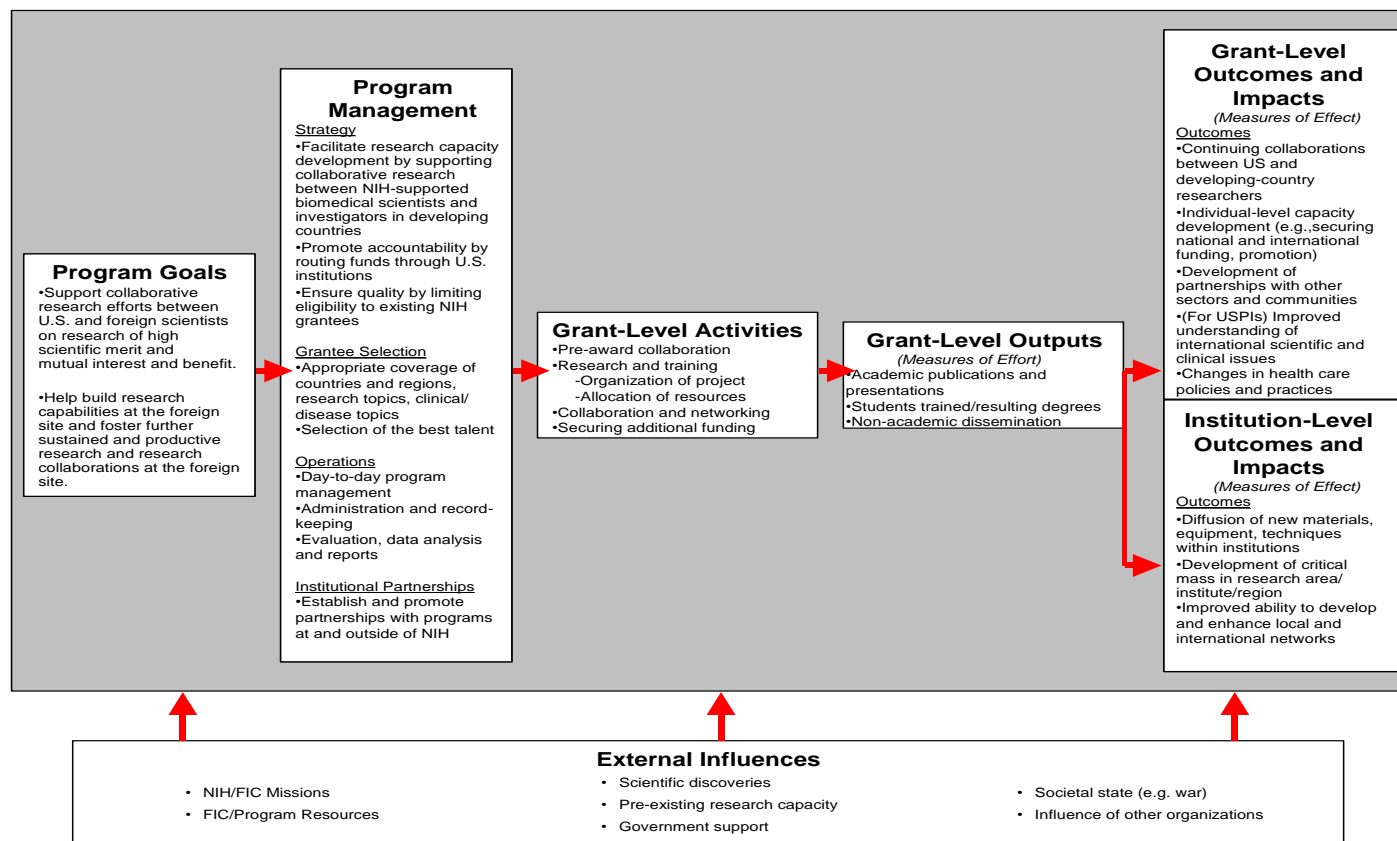 Program Goals
•Support collaborative
research efforts between
U.S. and foreign scientists
on research of high
scientific merit and
mutual interest and benefit.
•Help build research
capabilities at the foreign
site and foster further
sustained and productive
research and research
collaborations at the foreign
site.
Program
Management
Strategy
•Facilitate research capacity
development by supporting
collaborative research
between NIH-supported
biomedical scientists and
investigators in developing
countries
•Promote accountability by
routing funds through U.S.
institutions
•Ensure quality by limiting
eligibility to existing NIH
grantees
Grantee Selection
•Appropriate coverage of
countries and regions,
research topics, clinical/
disease topics
•Selection of the best talent
Operations
•Day-to-day program
management
•Administration and record-
keeping
•Evaluation, data analysis
and reports
Institutional Partnerships
•Establish and promote
partnerships with programs
at and outside of NIH
Grant-Level Activities
•Pre-award collaboration
•Research and training
-Organization of project
-Allocation of resources
•Collaboration and networking
•Securing additional funding
Grant-Level Outputs
(Measures of Effort)
•Academic publications and
presentations
•Students trained/resulting degrees
•Non-academic dissemination
Grant-Level
Outcomes and
Impacts
(Measures of Effect)
Outcomes
•Continuing collaborations
between US and
developing-country
researchers
•Individual-level capacity
development (e.g.,securing
national and international
funding, promotion)
•Development of
partnerships with other
sectors and communities
•(For USPIs) Improved
understanding of
international scientific and
clinical issues
•Changes in health care
policies and practices
Institution-Level
Outcomes and
Impacts
(Measures of Effect)
Outcomes
•Diffusion of new materials,
equipment, techniques
within institutions
•Development of critical
mass in research area/
institute/region
•Improved ability to develop
and enhance local and
international networks
External Influences
• NIH/FIC Missions
• FIC/Program Resources
• Scientific discoveries
• Pre-existing research capacity
• Government support
• Societal state (e.g. war)
• Influence of other organizations